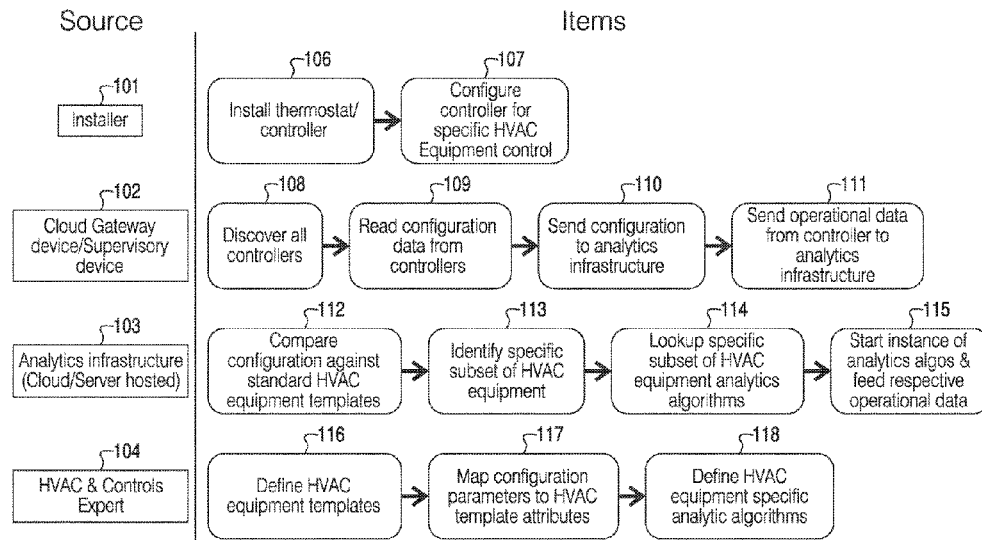 Source
Items
101
Installer
106
Install thermostat/
controller
107
Configure
controller for
specific HVAC
Equipment control
102
Cloud Gateway
device/Supervisory
device
108
Discover all
controllers
109
Read configuration
data from
controllers
110
Send configuration
to analytics
infrastructure
111
Send operational data
from controller to
analytics
infrastructure
103
Analytics infrastructure
(Cloud/Server hosted)
112
Compare
configuration against
standard HVAC
equipment templates
113
Identify specific
subset of HVAC
equipment
114
Lookup specific
subset of HVAC
equipment analytics
algorithms
115
Start instance of
analytics algos &
feed respective
operational data
104
HVAC & Controls
Expert
116
Define HVAC
equipment templates
117
Map configuration
parameters to HVAC
template attributes
118
Define HVAC
equipment specific
analytic algorithms